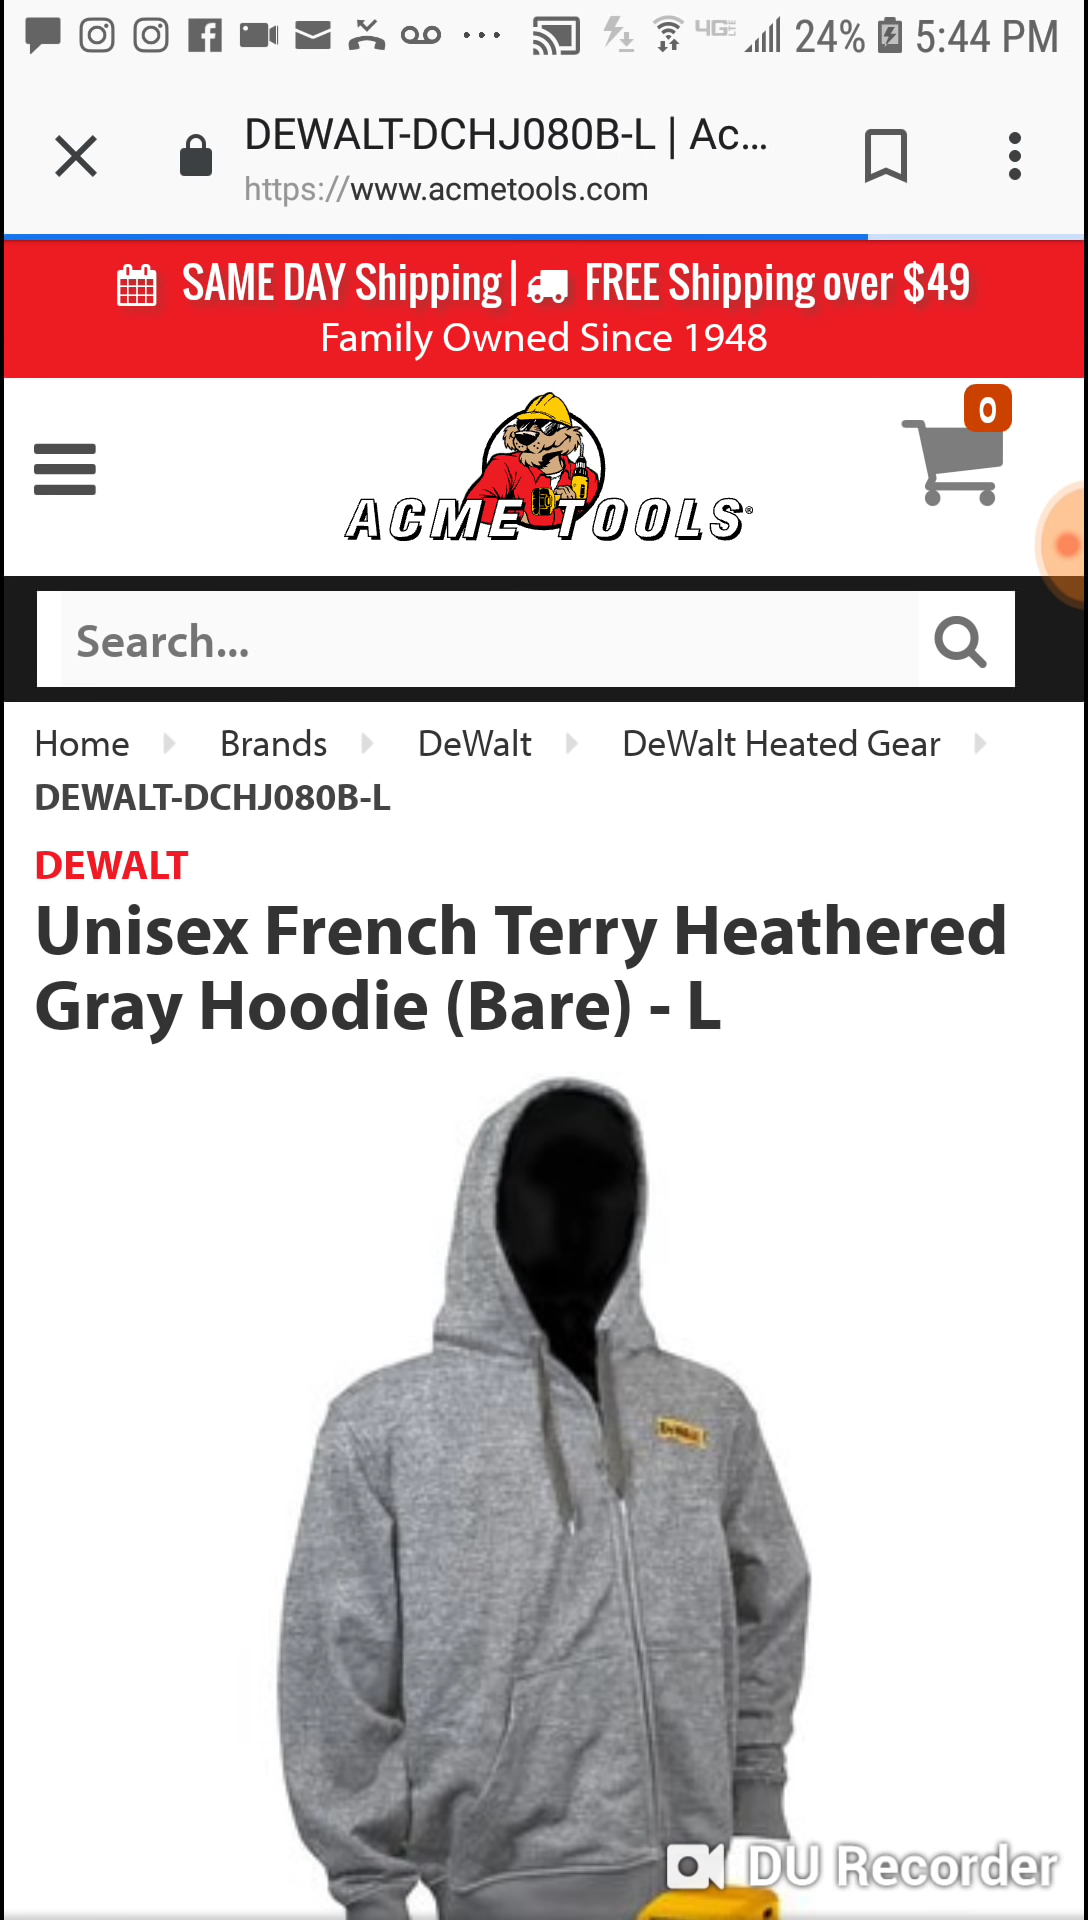 4GE 24% 5:44 PM
DEWALT-DCHJ080B-L | Ac...
https://www.acmetools.com
SAME DAY Shipping | FREE Shipping over $49
Family Owned Since 1948
0
ACME TOOLS®
Search...
Home Brands DeWalt DeWalt Heated Gear
DEWALT-DCHJ080B-L
DEWALT
Unisex French Terry Heathered
Gray Hoodie (Bare) - L
DEWALT
DU Recorder